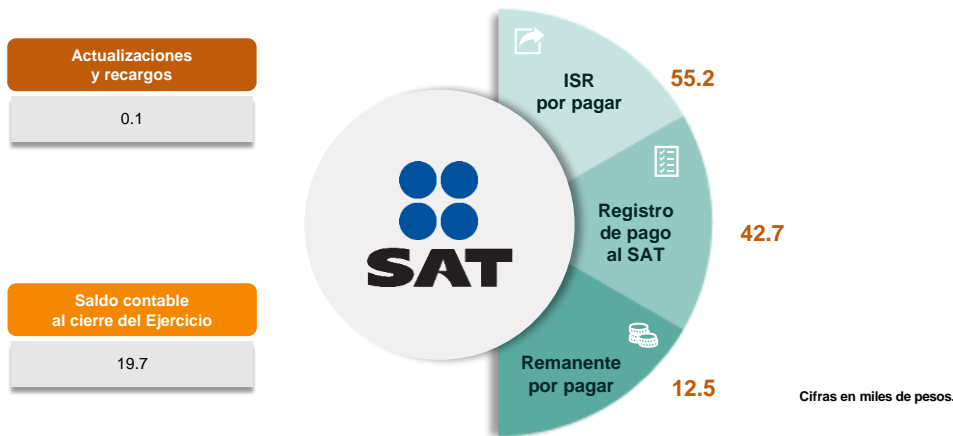 Actualizaciones
y recargos
0.1
Saldo contable
al cierre del Ejercicio
19.7
SAT
ISR
por pagar
55.2
Registro
de pago
al SAT
42.7
Remanente
por pagar
12.5
Cifras en miles de pesos.